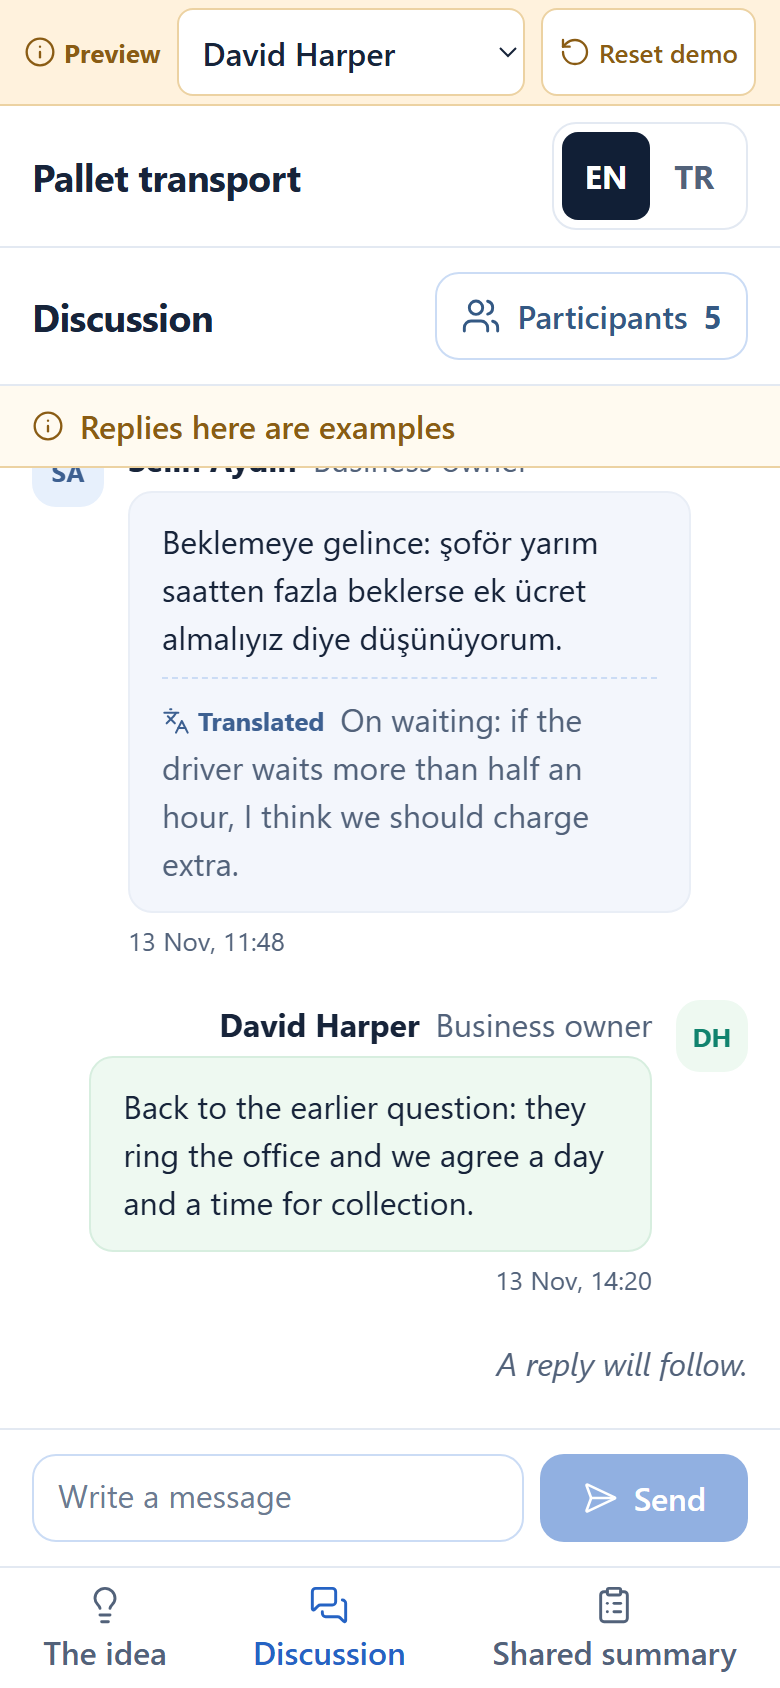 Preview
David Harper
Reset demo
Pallet transport
EN
TR
Discussion
Participants 5
Replies here are examples
SA
Selin Aydın Business owner
Beklemeye gelince: şoför yarım
saatten fazla beklerse ek ücret
almalıyız diye düşünüyorum.
Translated On waiting: if the
driver waits more than half an
hour, I think we should charge
extra.
13 Nov, 11:48
David Harper Business owner
DH
Back to the earlier question: they
ring the office and we agree a day
and a time for collection.
13 Nov, 14:20
A reply will follow.
Write a message
Send
The idea
Discussion
Shared summary